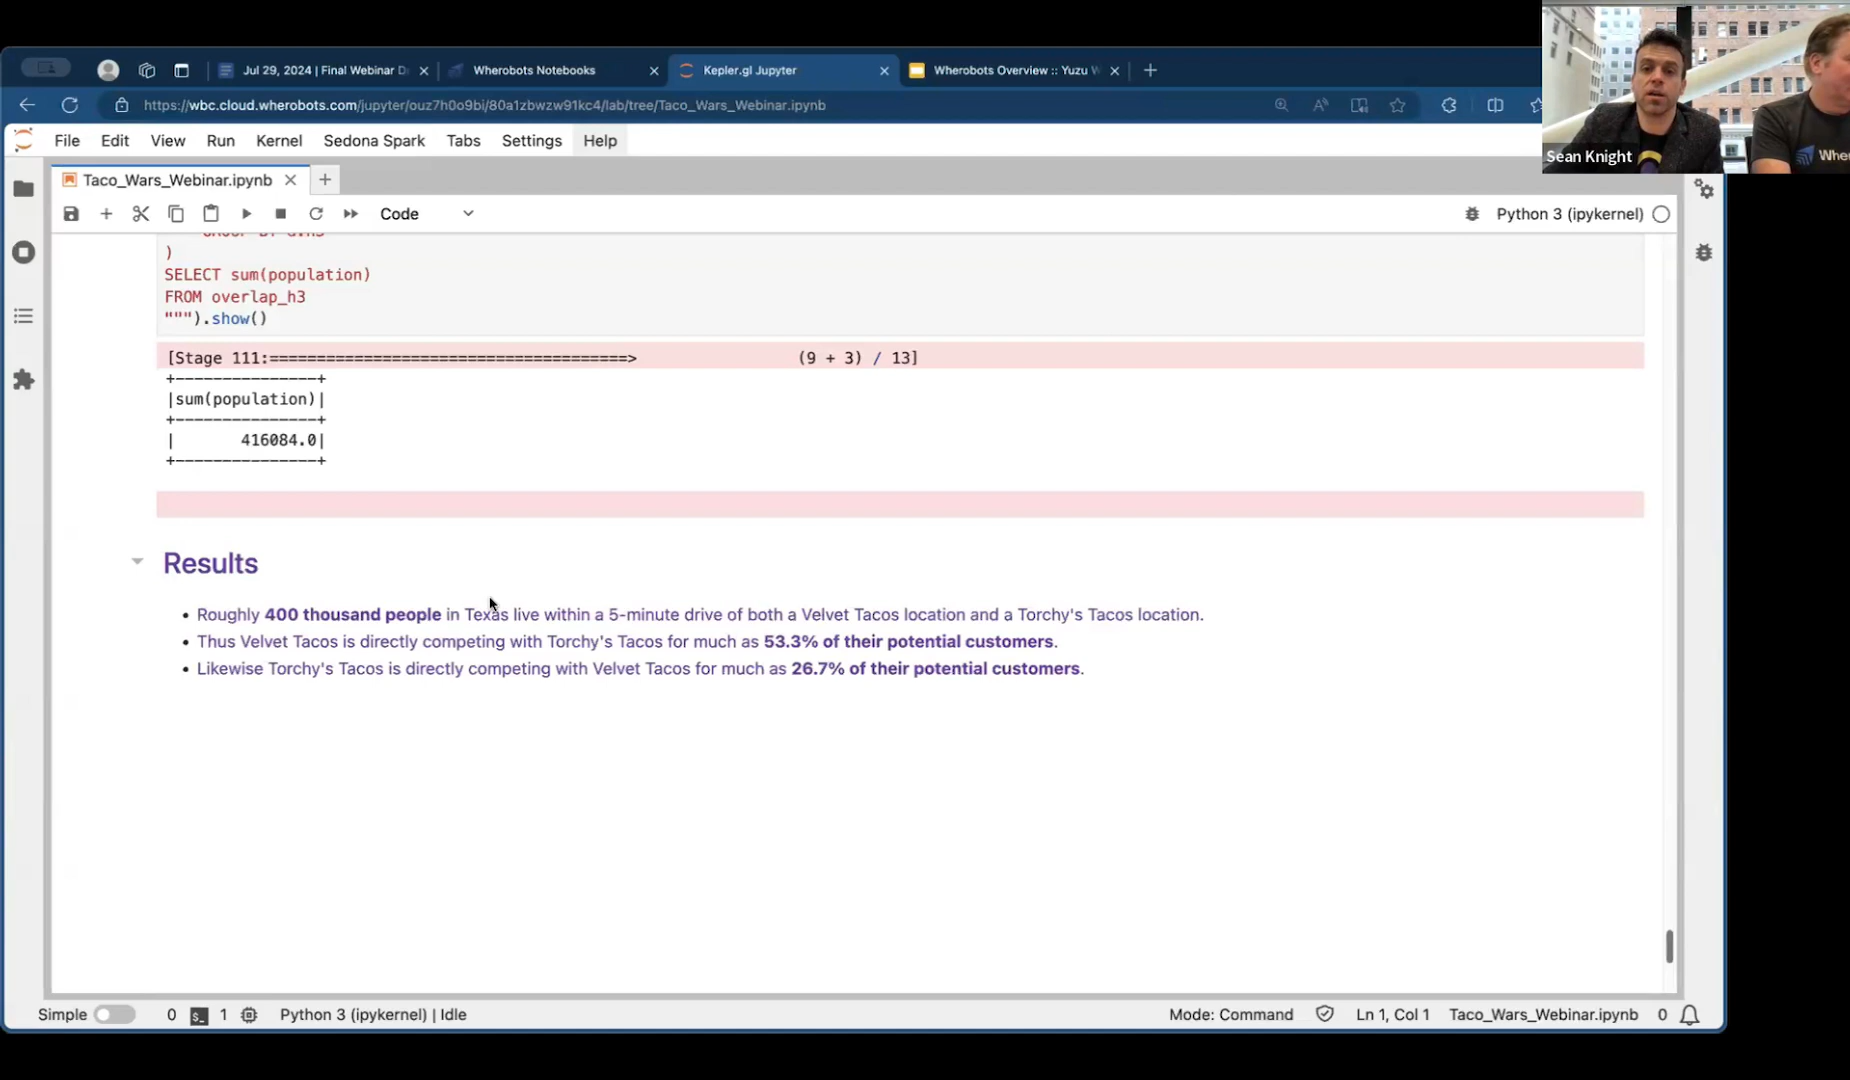 Jul 29, 2024 | Final Webinar D
Wherobots Notebooks
Kepler.gl Jupyter
Wherobots Overview :: Yuzu W
https://wbc.cloud.wherobots.com/jupyter/ouz7h0o9bi/80a1zbwzw91kc4/lab/tree/Taco_Wars_Webinar.ipynb
Sean Knight
Whe
File Edit View Run Kernel Sedona Spark Tabs Settings Help
Taco_Wars_Webinar.ipynb
Code
Python 3 (ipykernel)
)
SELECT sum(population)
FROM overlap_h3
""").show()
[Stage 111:=====================================> (9 + 3) / 13]
+---------------+
|sum(population)|
+---------------+
| 416084.0|
+---------------+
Results
• Roughly 400 thousand people in Texas live within a 5-minute drive of both a Velvet Tacos location and a Torchy's Tacos location.
• Thus Velvet Tacos is directly competing with Torchy's Tacos for much as 53.3% of their potential customers.
• Likewise Torchy's Tacos is directly competing with Velvet Tacos for much as 26.7% of their potential customers.
Simple 0 $_ 1 Python 3 (ipykernel) | Idle Mode: Command Ln 1, Col 1 Taco_Wars_Webinar.ipynb 0